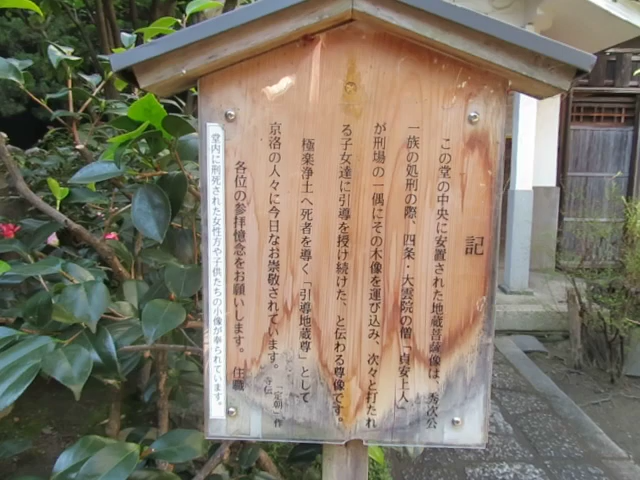 記
この堂の中央に安置された地蔵菩薩像は、秀次公
一族の処刑の際、四条・大雲院の僧「貞安上人」
が刑場の一偶にその木像を運び込み、次々と打たれ
る子女達に引導を授け続けた、と伝わる尊像です。
極楽浄土へ死者を導く「引導地蔵尊」として
京洛の人々に今日なお崇敬されています。
「定朝」作
寺伝
各位の参拝憶念をお願いします。 住職
堂内に刑死された女性方や子供たちの小像が奉られています。